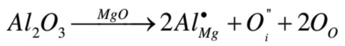 Al₂O₃ —MgO→ 2Al•Mg + O"i + 2Oo